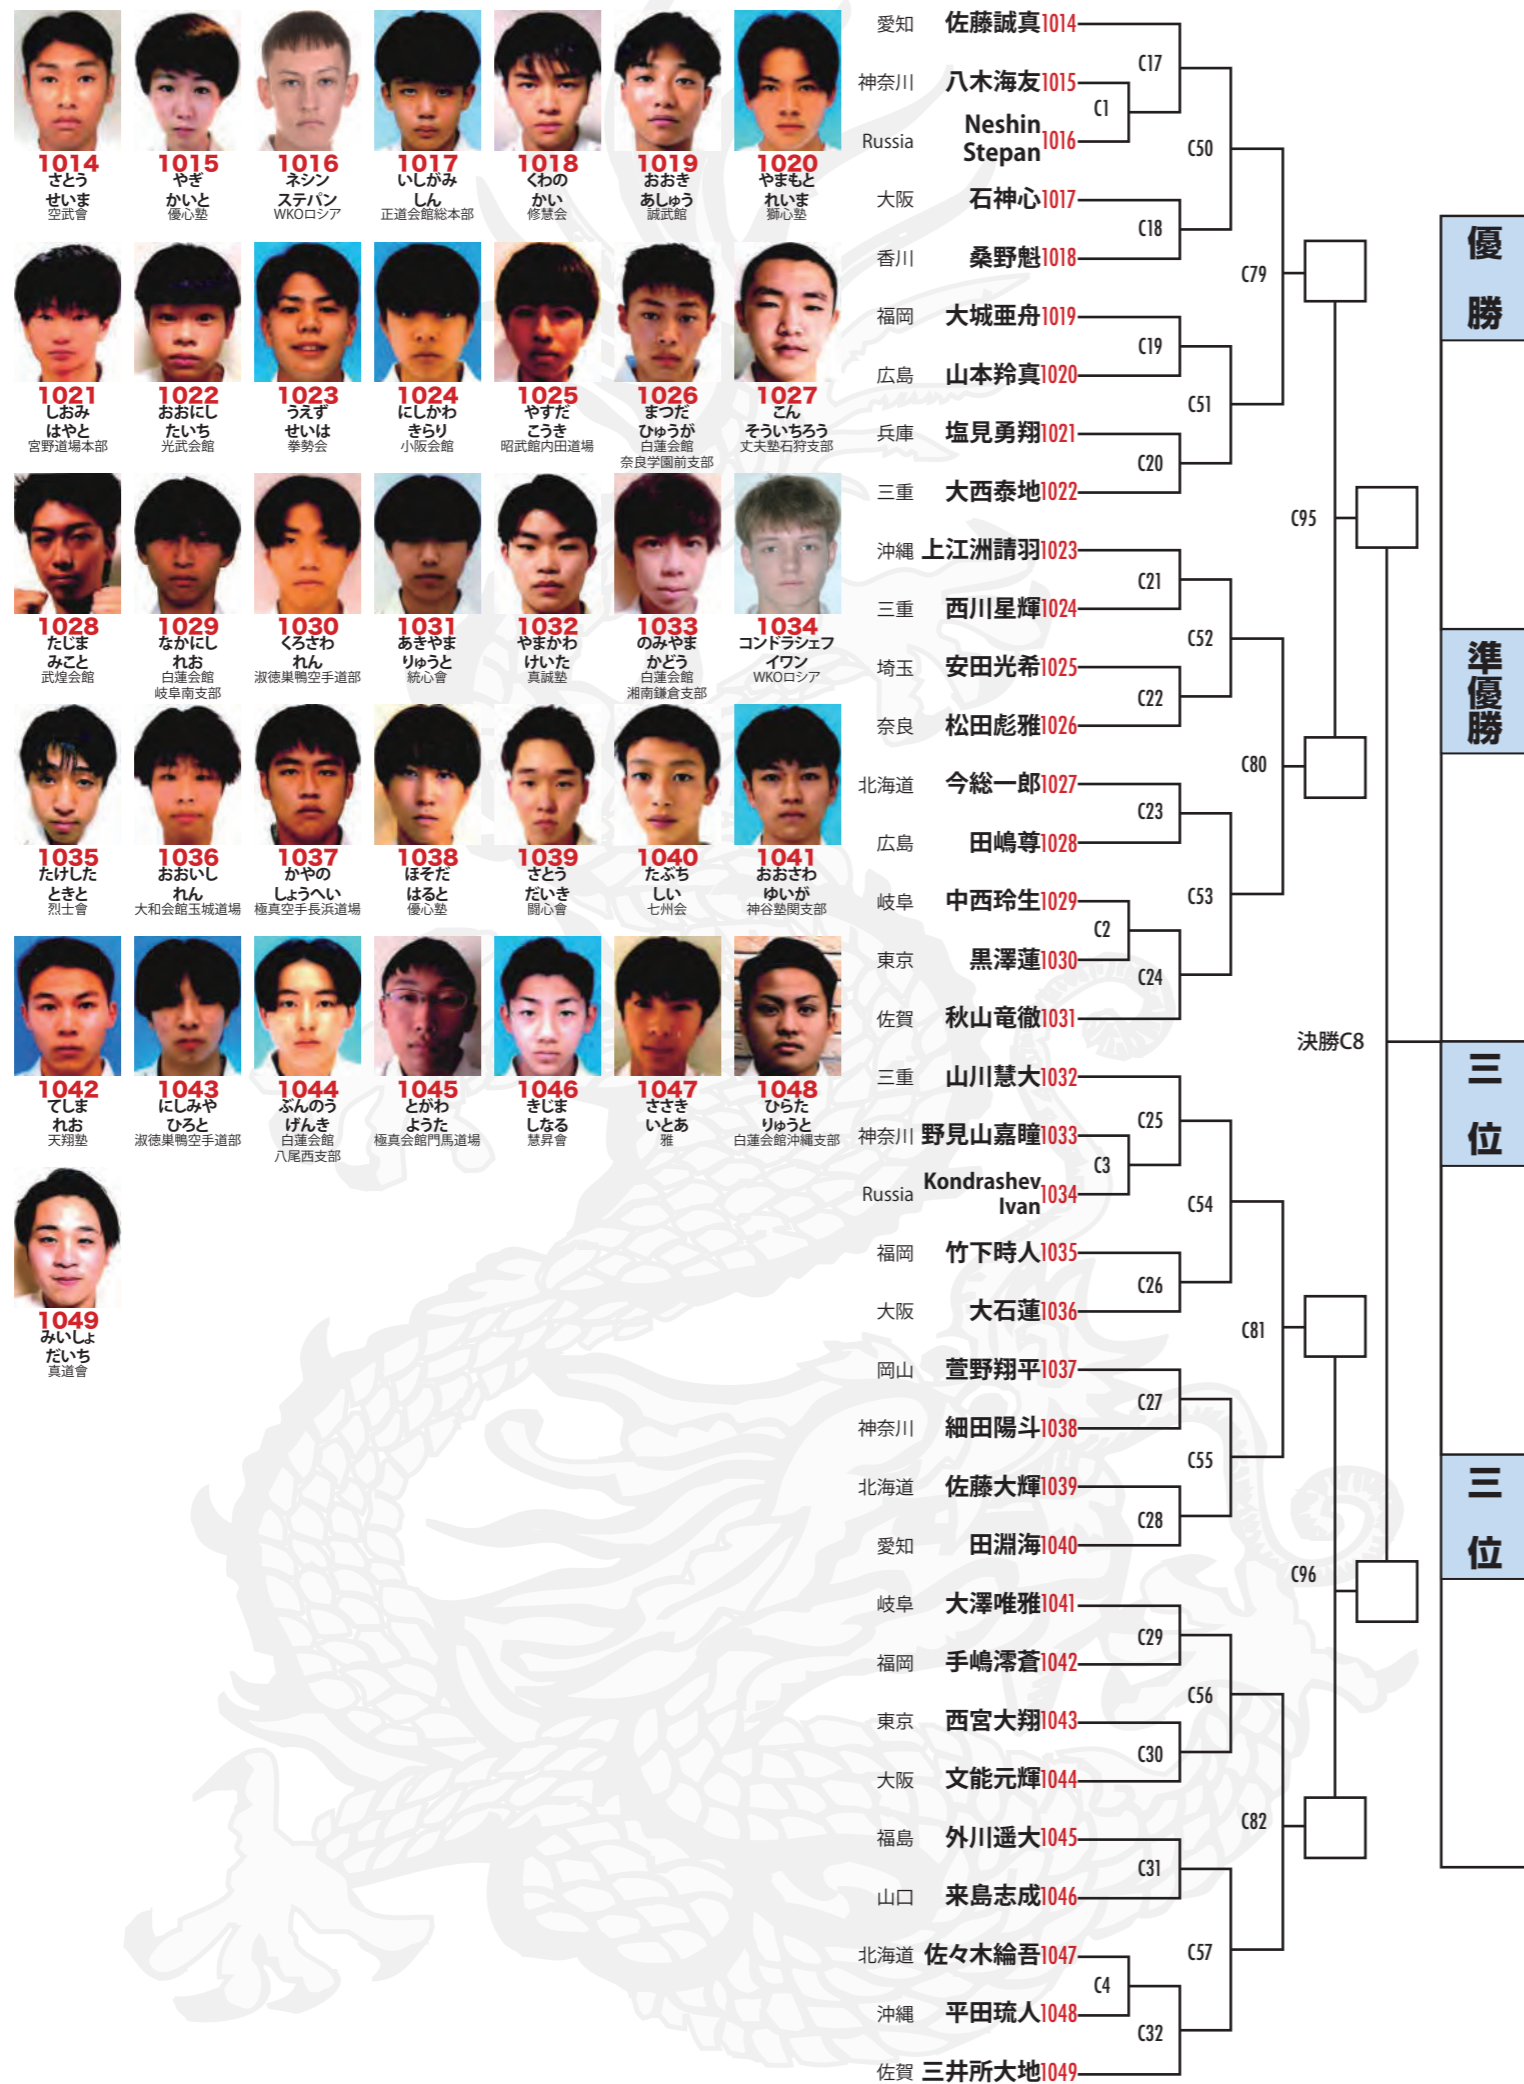 1014
さとう
せいま
空武會
1015
やぎ
かいと
優心塾
1016
ネシン
ステパン
WKOロシア
1017
いしがみ
しん
正道会館総本部
1018
くわの
かい
修慧会
1019
おおき
あしゅう
誠武館
1020
やまもと
れいま
獅心塾
1021
しおみ
はやと
宮野道場本部
1022
おおにし
たいち
光武会館
1023
うえず
せいは
拳勢会
1024
にしかわ
きらり
小阪会館
1025
やすだ
こうき
昭武館内田道場
1026
まつだ
ひゅうが
白蓮会館
奈良学園前支部
1027
こん
そういちろう
丈夫塾石狩支部
1028
たじま
みこと
武煌会館
1029
なかにし
れお
白蓮会館
岐阜南支部
1030
くろさわ
れん
淑徳巣鴨空手道部
1031
あきやま
りゅうと
統心會
1032
やまかわ
けいた
真誠塾
1033
のみやま
かどう
白蓮会館
湘南鎌倉支部
1034
コンドラシェフ
イワン
WKOロシア
1035
たけした
ときと
烈士會
1036
おおいし
れん
大和会館玉城道場
1037
かやの
しょうへい
極真空手長浜道場
1038
ほそだ
はると
優心塾
1039
さとう
だいき
闘心會
1040
たぶち
しい
七州会
1041
おおさわ
ゆいが
神谷塾関支部
1042
てしま
れお
天翔塾
1043
にしみや
ひろと
淑徳巣鴨空手道部
1044
ぶんのう
げんき
白蓮会館
八尾西支部
1045
とがわ
ようた
極真会館門馬道場
1046
きじま
しなる
慧昇會
1047
ささき
いとあ
雅
1048
ひらた
りゅうと
白蓮会館沖縄支部
1049
みいしょ
だいち
真道會
愛知 佐藤誠真1014
神奈川 八木海友1015
Russia Neshin
Stepan 1016
大阪 石神心1017
香川 桑野魁1018
福岡 大城亜舟1019
広島 山本羚真1020
兵庫 塩見勇翔1021
三重 大西泰地1022
沖縄 上江洲請羽1023
三重 西川星輝1024
埼玉 安田光希1025
奈良 松田彪雅1026
北海道 今総一郎1027
広島 田嶋尊1028
岐阜 中西玲生1029
東京 黒澤蓮1030
佐賀 秋山竜徹1031
三重 山川慧大1032
神奈川 野見山嘉瞳1033
Russia Kondrashev
Ivan 1034
福岡 竹下時人1035
大阪 大石蓮1036
岡山 萱野翔平1037
神奈川 細田陽斗1038
北海道 佐藤大輝1039
愛知 田淵海1040
岐阜 大澤唯雅1041
福岡 手嶋澪蒼1042
東京 西宮大翔1043
大阪 文能元輝1044
福島 外川遥大1045
山口 来島志成1046
北海道 佐々木綸吾1047
沖縄 平田琉人1048
佐賀 三井所大地1049
C1
C2
C3
C4
C17
C18
C19
C20
C21
C22
C23
C24
C25
C26
C27
C28
C29
C30
C31
C32
C50
C51
C52
C53
C54
C55
C56
C57
C79
C80
C81
C82
C95
C96
決勝C8
優勝
準優勝
三位
三位